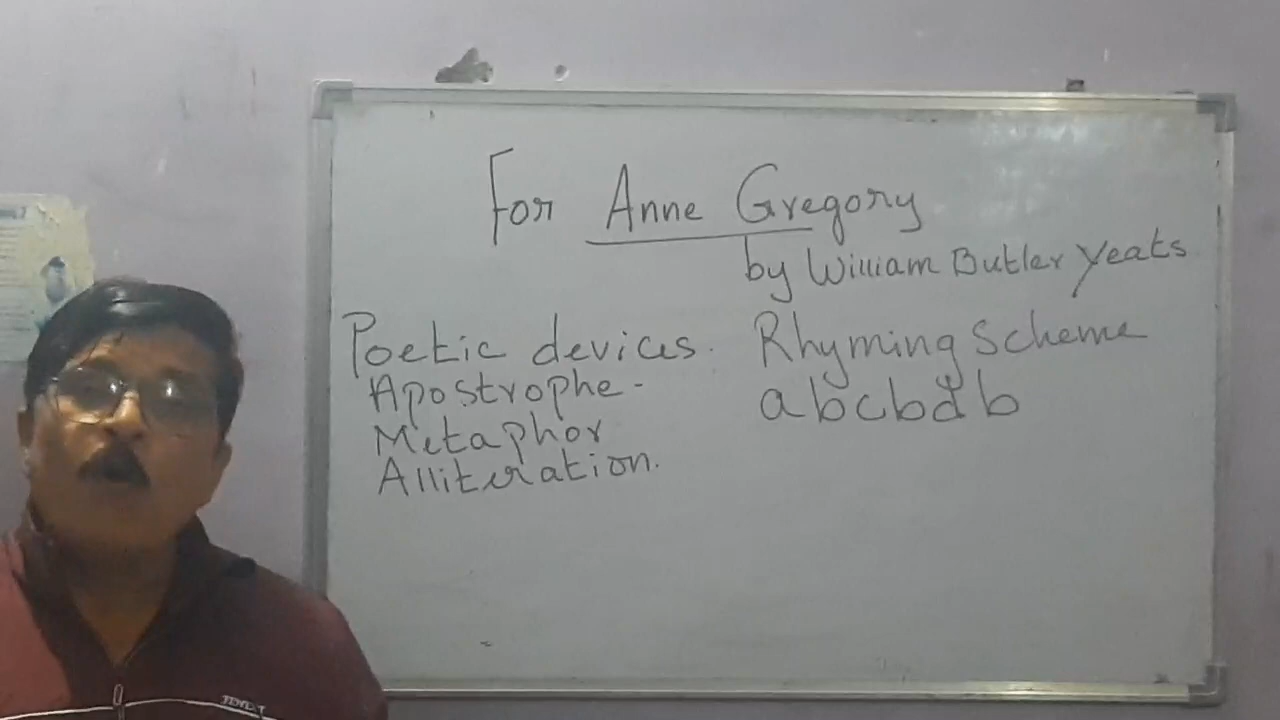 For Anne Gregory
by William Butler Yeats
Poetic devices.
Apostrophe -
Metaphor
Alliteration.
Rhyming Scheme
abcbdb